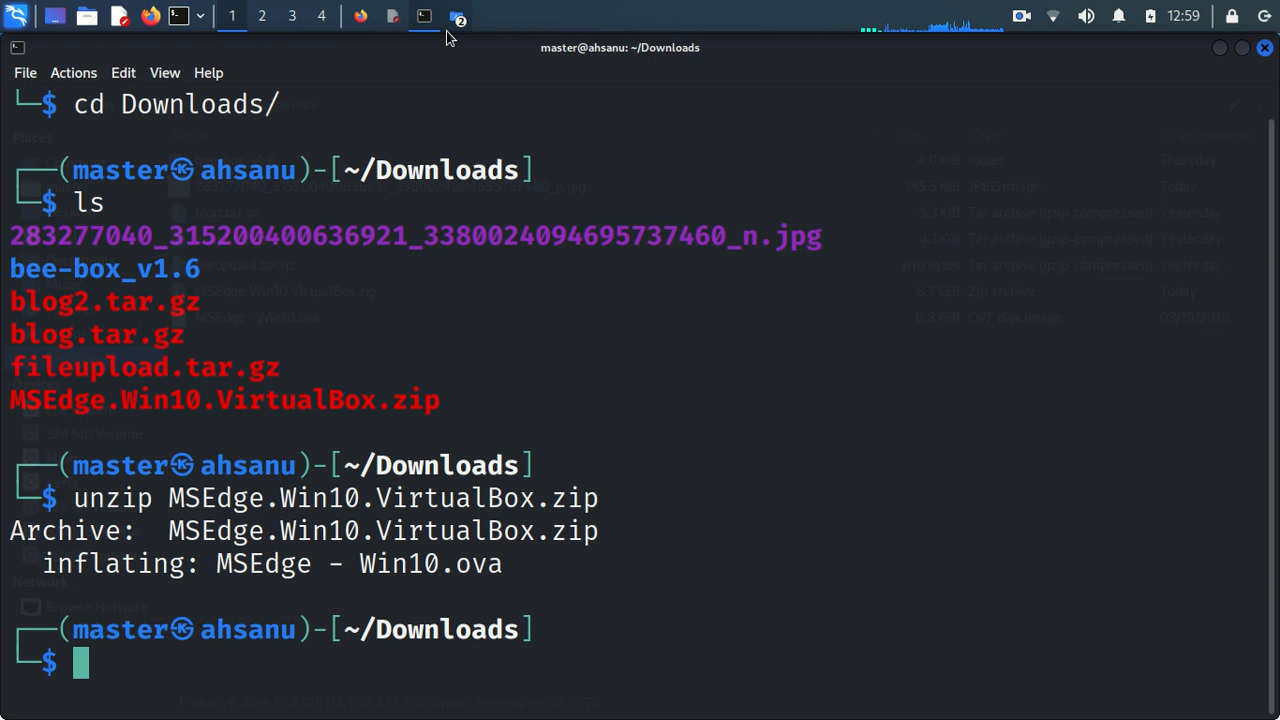 1 2 3 4 2 12:59
master@ahsanu: ~/Downloads
File Actions Edit View Help
└─$ cd Downloads/
┌──(master㉿ahsanu)-[~/Downloads]
└─$ ls
283277040_315200400636921_3380024094695737460_n.jpg
bee-box_v1.6
blog2.tar.gz
blog.tar.gz
fileupload.tar.gz
MSEdge.Win10.VirtualBox.zip
┌──(master㉿ahsanu)-[~/Downloads]
└─$ unzip MSEdge.Win10.VirtualBox.zip
Archive:  MSEdge.Win10.VirtualBox.zip
  inflating: MSEdge - Win10.ova
┌──(master㉿ahsanu)-[~/Downloads]
└─$